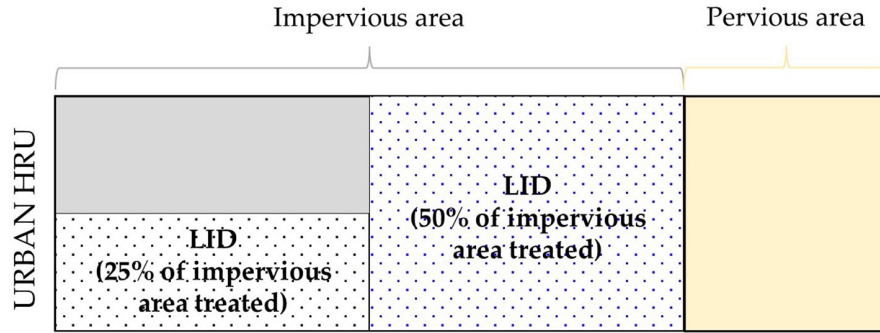 Impervious area
Pervious area
URBAN HRU
LID
(25% of impervious
area treated)
LID
(50% of impervious
area treated)